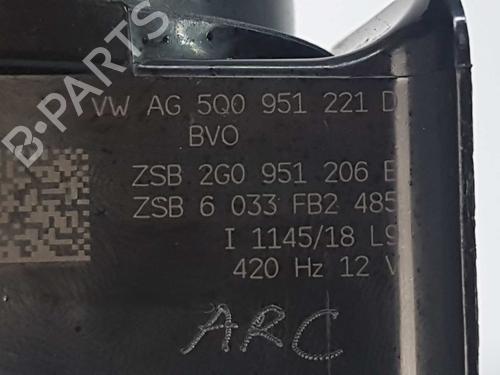 VW AG 5Q0 951 221 D
BVO
ZSB 2G0 951 206 E
ZSB 6 033 FB2 485
I 1145/18 L9
420 Hz 12 V
ARC
B-PARTS